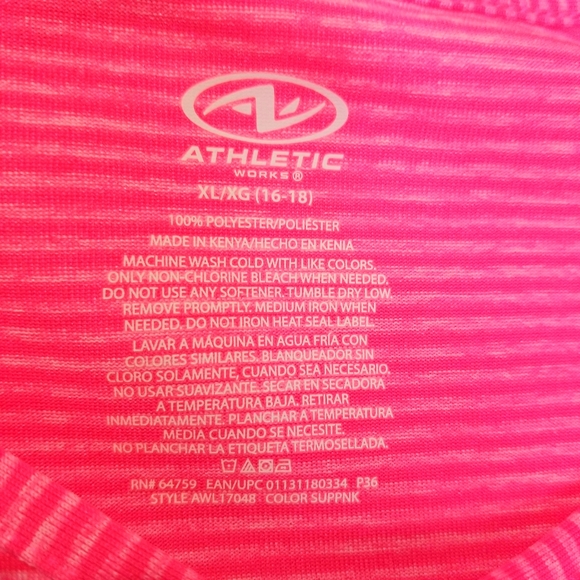 ATHLETIC
WORKS®
XL/XG (16-18)
100% POLYESTER/POLIÉSTER
MADE IN KENYA/HECHO EN KENIA
MACHINE WASH COLD WITH LIKE COLORS.
ONLY NON-CHLORINE BLEACH WHEN NEEDED.
DO NOT USE ANY SOFTENER. TUMBLE DRY LOW.
REMOVE PROMPTLY. MEDIUM IRON WHEN
NEEDED. DO NOT IRON HEAT SEAL LABEL.
LAVAR A MÁQUINA EN AGUA FRÍA CON
COLORES SIMILARES. BLANQUEADOR SIN
CLORO SOLAMENTE, CUANDO SEA NECESARIO.
NO USAR SUAVIZANTE. SECAR EN SECADORA
A TEMPERATURA BAJA. RETIRAR
INMEDIATAMENTE. PLANCHAR A TEMPERATURA
MEDIA CUANDO SE NECESITE.
NO PLANCHAR LA ETIQUETA TERMOSELLADA.
RN# 64759 EAN/UPC 01131180334 P36
STYLE AWL17048 COLOR SUPPNK